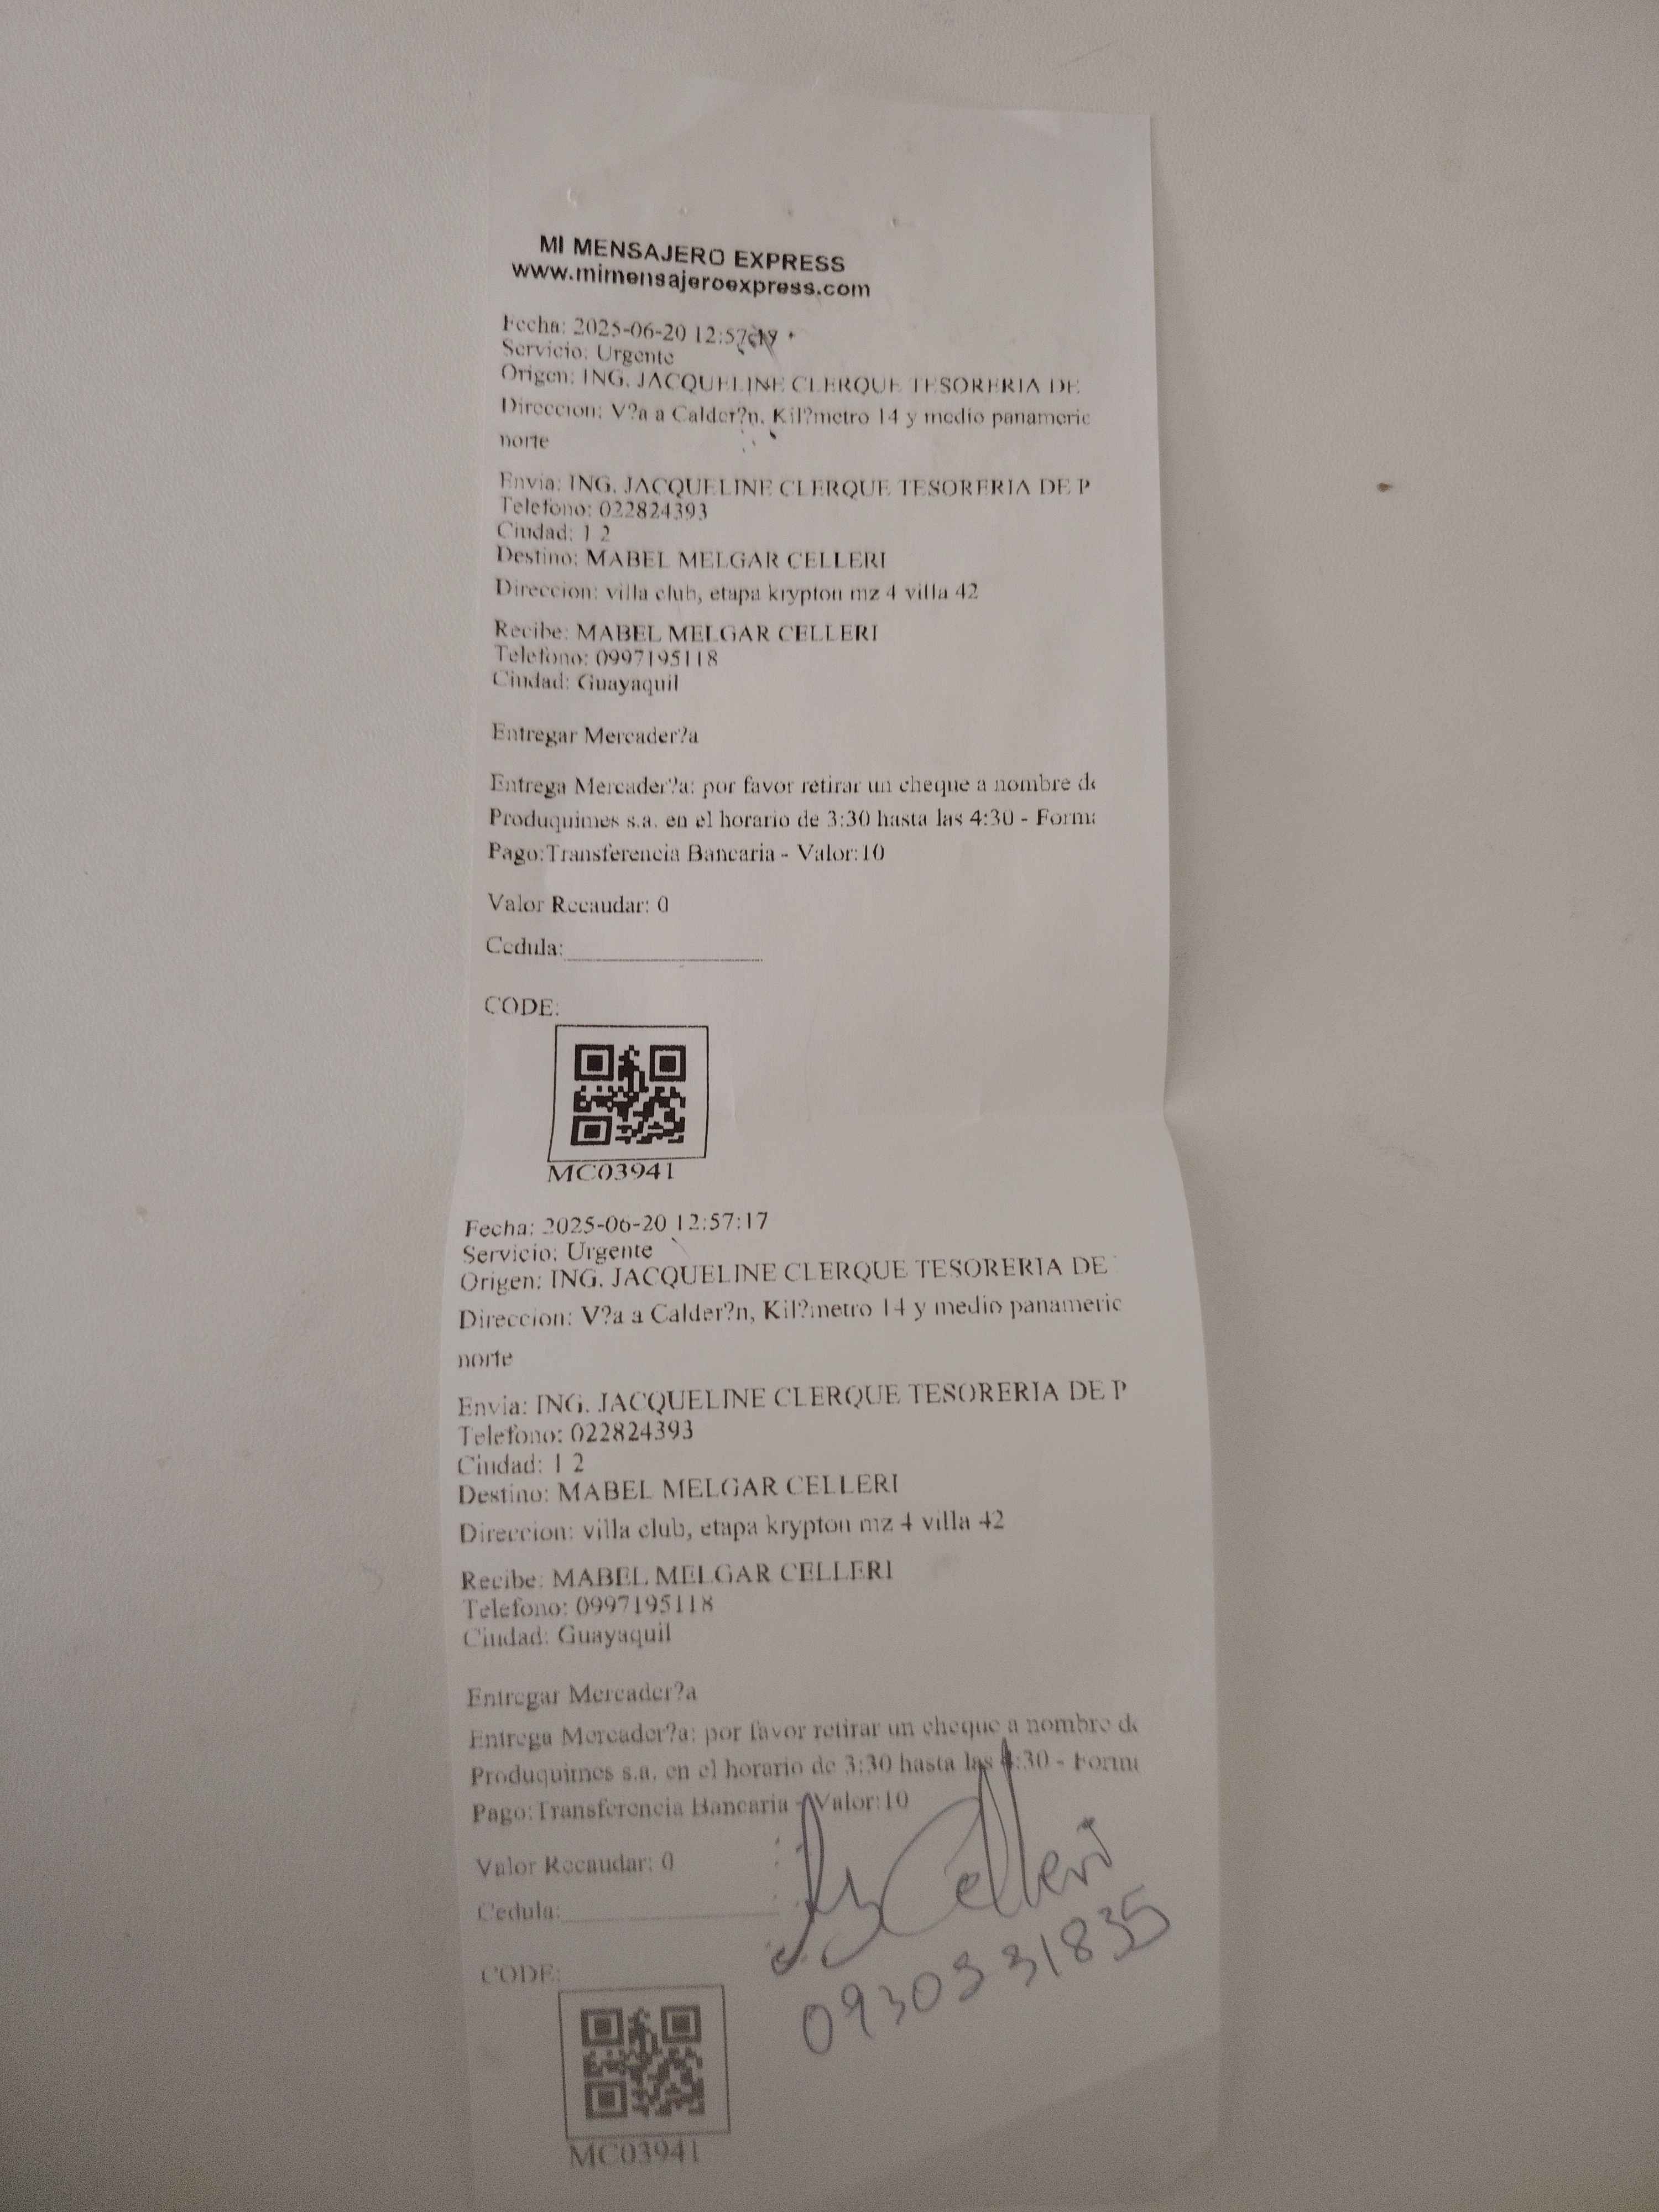 MI MENSAJERO EXPRESS
www.mimensajeroexpress.com
Fecha: 2025-06-20 12:57:17
Servicio: Urgente
Origen: ING. JACQUELINE CLERQUE TESORERIA DE
Direccion: V?a a Calder?n, Kil?metro 14 y medio panameric
norte
Envia: ING. JACQUELINE CLERQUE TESORERIA DE P
Telefono: 022824393
Ciudad: 1 2
Destino: MABEL MELGAR CELLERI
Direccion: villa club, etapa krypton mz 4 villa 42
Recibe: MABEL MELGAR CELLERI
Telefono: 0997195118
Ciudad: Guayaquil
Entregar Mercader?a
Entrega Mercader?a: por favor retirar un cheque a nombre de
Produquimes s.a. en el horario de 3:30 hasta las 4:30 - Forma
Pago:Transferencia Bancaria - Valor:10
Valor Recaudar: 0
Cedula:
CODE:
MC03941
Fecha: 2025-06-20 12:57:17
Servicio: Urgente
Origen: ING. JACQUELINE CLERQUE TESORERIA DE
Direccion: V?a a Calder?n, Kil?metro 14 y medio panameric
norte
Envia: ING. JACQUELINE CLERQUE TESORERIA DE P
Telefono: 022824393
Ciudad: 1 2
Destino: MABEL MELGAR CELLERI
Direccion: villa club, etapa krypton mz 4 villa 42
Recibe: MABEL MELGAR CELLERI
Telefono: 0997195118
Ciudad: Guayaquil
Entregar Mercader?a
Entrega Mercader?a: por favor retirar un cheque a nombre de
Produquimes s.a. en el horario de 3:30 hasta las 4:30 - Forma
Pago:Transferencia Bancaria - Valor:10
Valor Recaudar: 0
Celleri
Cedula:
CODE:
MC03941